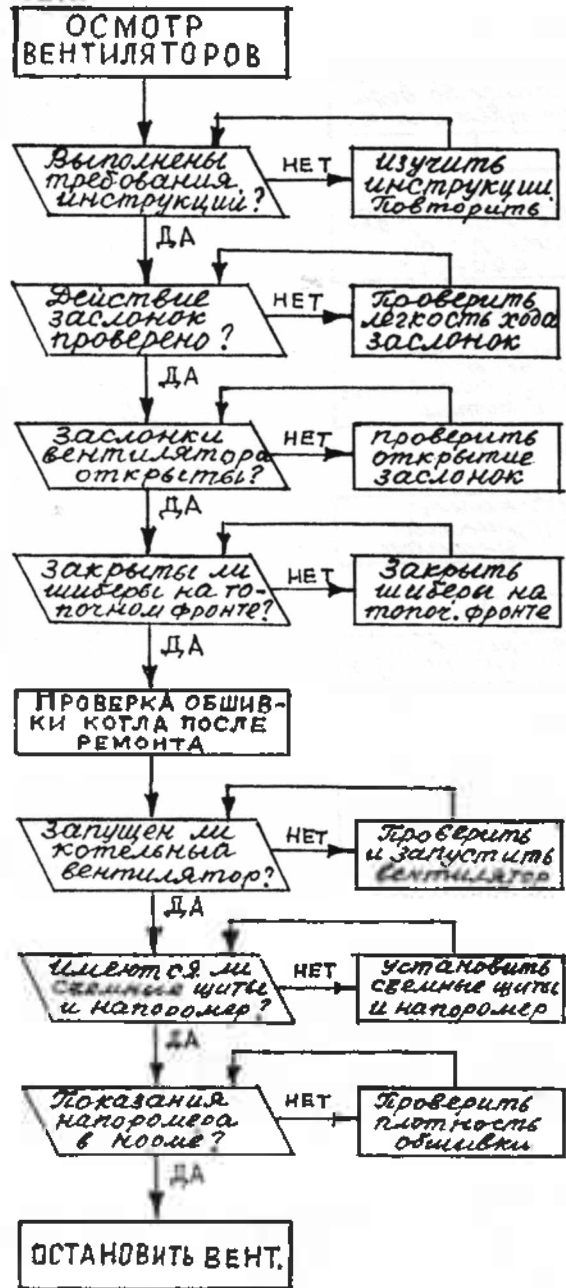 ОСМОТР
ВЕНТИЛЯТОРОВ
Выполнены
требования
инструкций?
НЕТ
Изучить
инструкции.
Повторить
ДА
Действие
заслонок
проверено?
НЕТ
Проверить
легкость хода
заслонок
ДА
Заслонки
вентилятора
открыты?
НЕТ
проверить
открытие
заслонок
ДА
Закрыты ли
шиберы на то-
почном фронте?
НЕТ
Закрыть
шиберы на
топоч. фронте
ДА
ПРОВЕРКА ОБШИВ-
КИ КОТЛА ПОСЛЕ
РЕМОНТА
Запущен ли
котельный
вентилятор?
НЕТ
Проверить
и запустить
вентилятор
ДА
Имеются ли
съемные щиты
и напоромер?
НЕТ
установить
съемные щиты
и напоромер
ДА
Показания
напоромера
в норме?
НЕТ
Проверить
плотность
обшивки
ДА
ОСТАНОВИТЬ ВЕНТ.